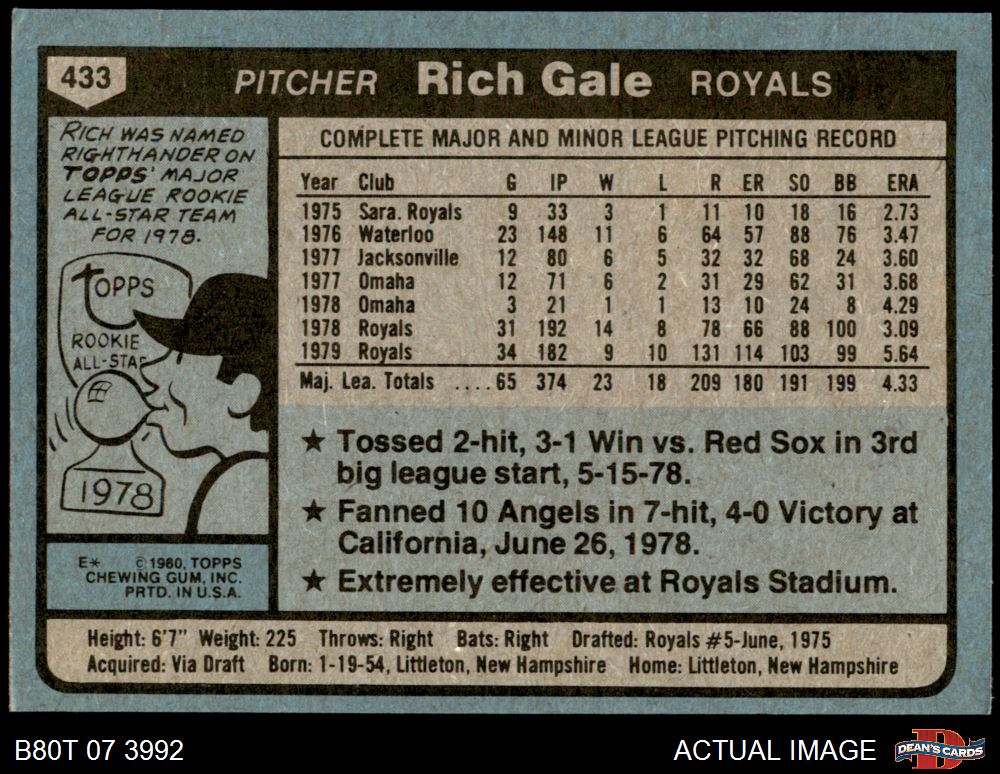 433 PITCHER Rich Gale ROYALS
RICH WAS NAMED
RIGHTHANDER ON
TOPPS' MAJOR
LEAGUE ROOKIE
ALL-STAR TEAM
FOR 1978.
TOPPS
ROOKIE
ALL-STAR
1978
E* © 1980, TOPPS
CHEWING GUM, INC.
PRTD. IN U.S.A.
COMPLETE MAJOR AND MINOR LEAGUE PITCHING RECORD
Year Club G IP W L R ER SO BB ERA
1975 Sara. Royals 9 33 3 1 11 10 18 16 2.73
1976 Waterloo 23 148 11 6 64 57 88 76 3.47
1977 Jacksonville 12 80 6 5 32 32 68 24 3.60
1977 Omaha 12 71 6 2 31 29 62 31 3.68
1978 Omaha 3 21 1 1 13 10 24 8 4.29
1978 Royals 31 192 14 8 78 66 88 100 3.09
1979 Royals 34 182 9 10 131 114 103 99 5.64
Maj. Lea. Totals ....65 374 23 18 209 180 191 199 4.33
★ Tossed 2-hit, 3-1 Win vs. Red Sox in 3rd
big league start, 5-15-78.
★ Fanned 10 Angels in 7-hit, 4-0 Victory at
California, June 26, 1978.
★ Extremely effective at Royals Stadium.
Height: 6'7" Weight: 225 Throws: Right Bats: Right Drafted: Royals #5-June, 1975
Acquired: Via Draft Born: 1-19-54, Littleton, New Hampshire Home: Littleton, New Hampshire
B80T 07 3992 ACTUAL IMAGE D DEAN'S CARDS